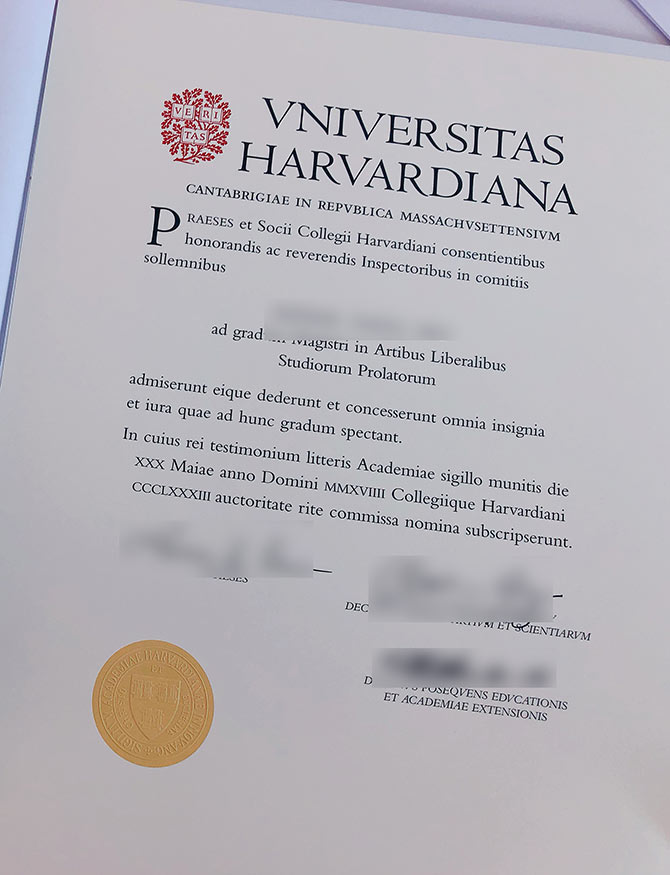 VE RI
TAS
VNIVERSITAS
HARVARDIANA
CANTABRIGIAE IN REPVBLICA MASSACHVSETTENSIVM
PRAESES et Socii Collegii Harvardiani consentientibus
honorandis ac reverendis Inspectoribus in comitiis
sollemnibus
ad Magistri in Artibus Liberalibus
Studiorum Prolatorum
admiserunt eique dederunt et concesserunt omnia insignia
et iura quae ad hunc gradum spectant.
In cuius rei testimonium litteris Academiae sigillo munitis die
XXX Maiae anno Domini MMXVIIII Collegiique Harvardiani
CCCLXXXIII auctoritate rite commissa nomina subscripserunt.
ET SCIENTIARVM
POSEQVENS EDVCATIONIS
ET ACADEMIAE EXTENSIONIS